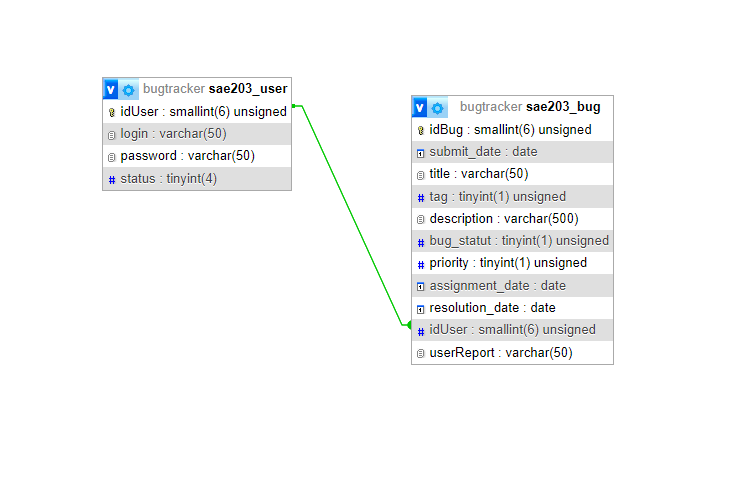 bugtracker sae203_user
idUser : smallint(6) unsigned
login : varchar(50)
password : varchar(50)
# status : tinyint(4)
bugtracker sae203_bug
idBug : smallint(6) unsigned
submit_date : date
title : varchar(50)
# tag : tinyint(1) unsigned
description : varchar(500)
# bug_statut : tinyint(1) unsigned
# priority : tinyint(1) unsigned
assignment_date : date
resolution_date : date
# idUser : smallint(6) unsigned
userReport : varchar(50)